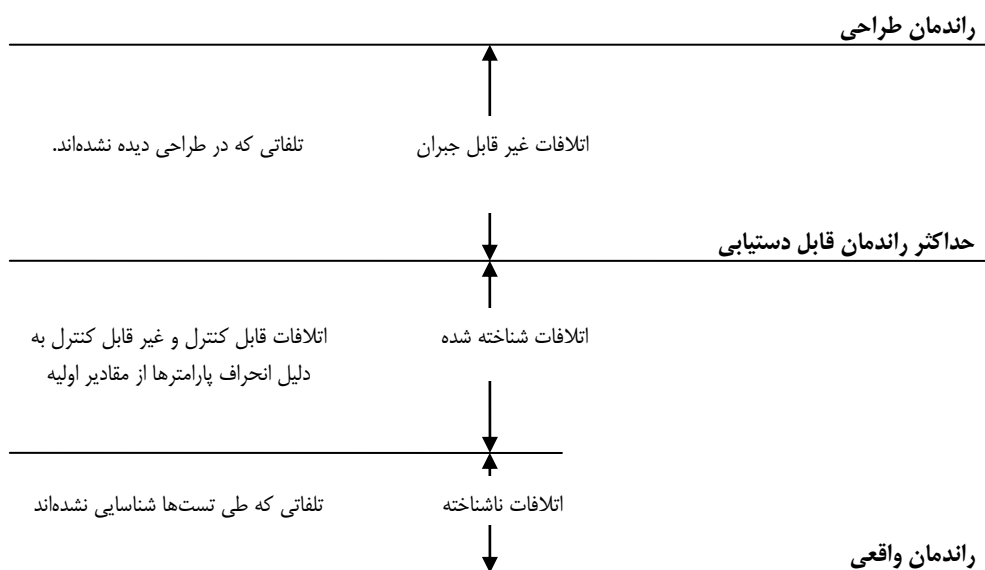 راندمان طراحی
اتلافات غیر قابل جبران
تلفاتی که در طراحی دیده نشده‌اند.
حداکثر راندمان قابل دستیابی
اتلافات شناخته شده
اتلافات قابل کنترل و غیر قابل کنترل به
دلیل انحراف پارامترها از مقادیر اولیه
اتلافات ناشناخته
تلفاتی که طی تست‌ها شناسایی نشده‌اند
راندمان واقعی